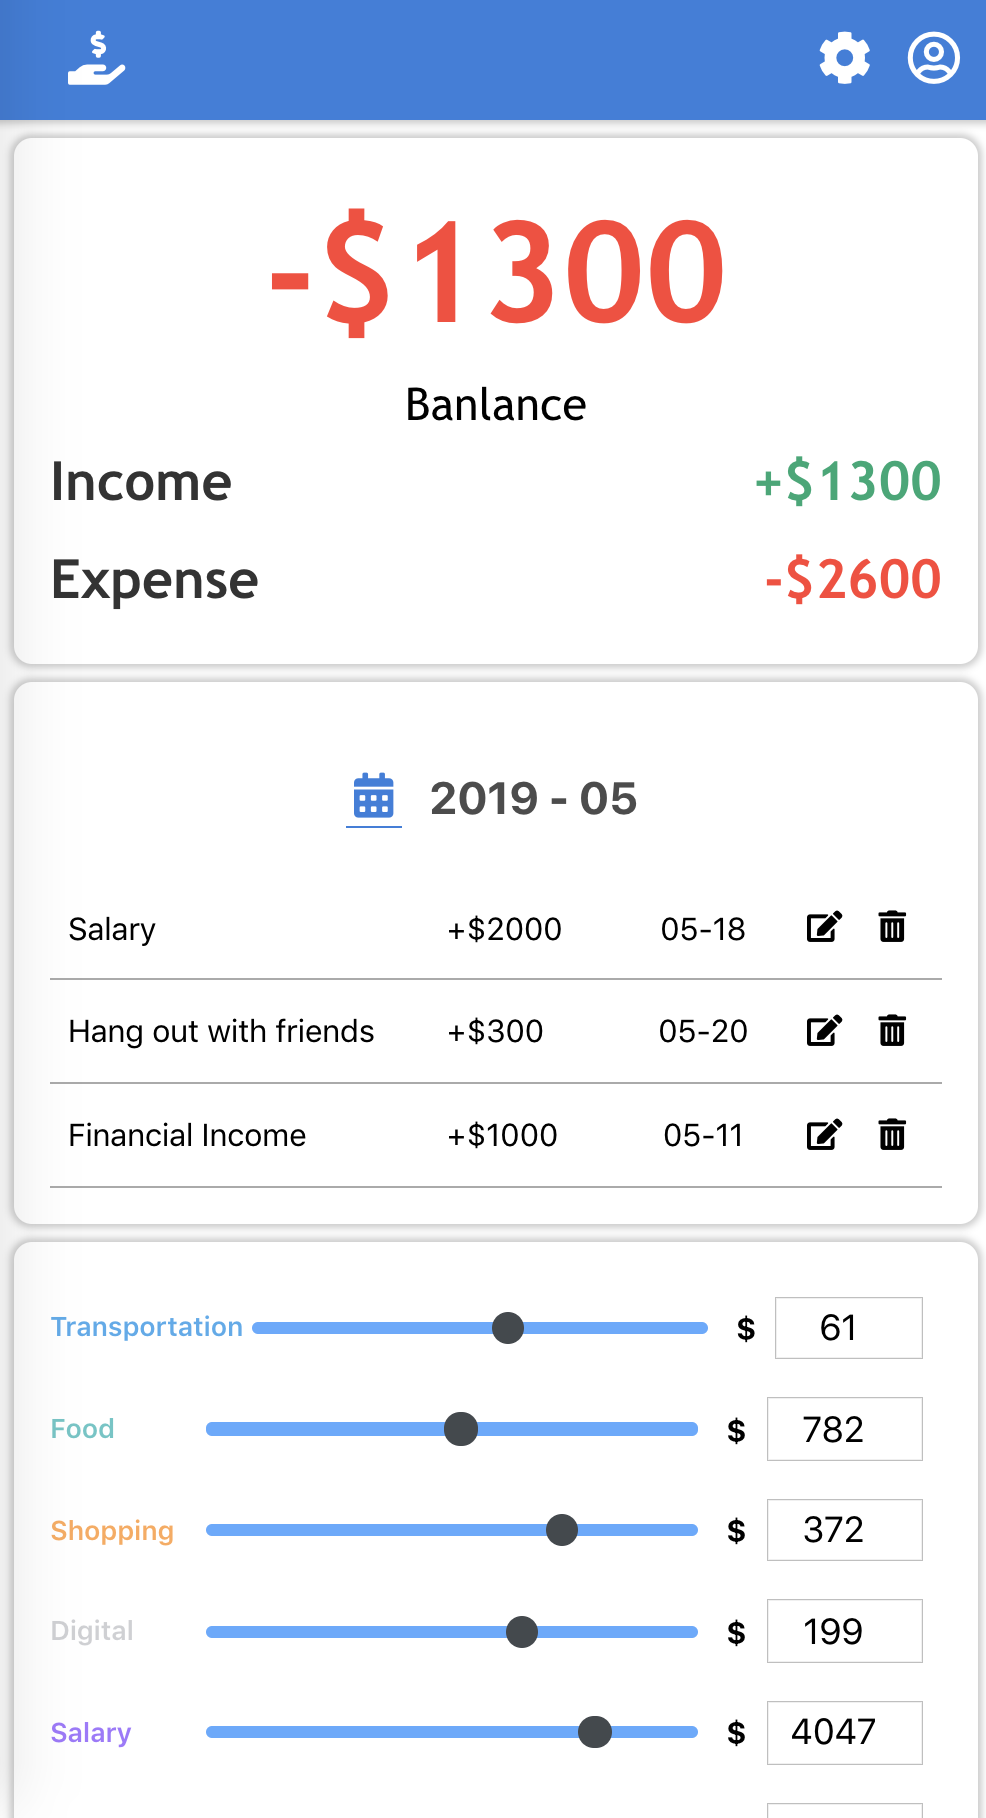 $
-$1300
Banlance
Income +$1300
Expense -$2600
2019 - 05
Salary +$2000 05-18
Hang out with friends +$300 05-20
Financial Income +$1000 05-11
Transportation $ 61
Food $ 782
Shopping $ 372
Digital $ 199
Salary $ 4047